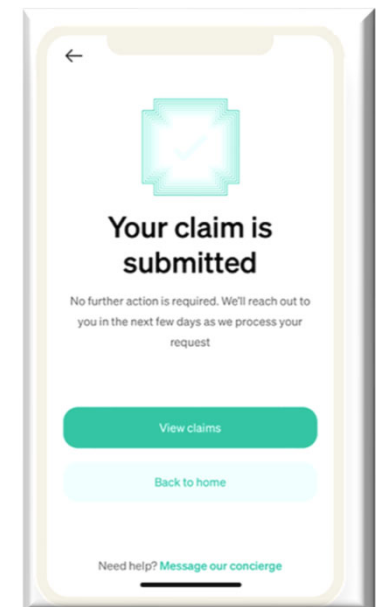 Your claim is
submitted
No further action is required. We'll reach out to
you in the next few days as we process your
request
View claims
Back to home
Need help? Message our concierge